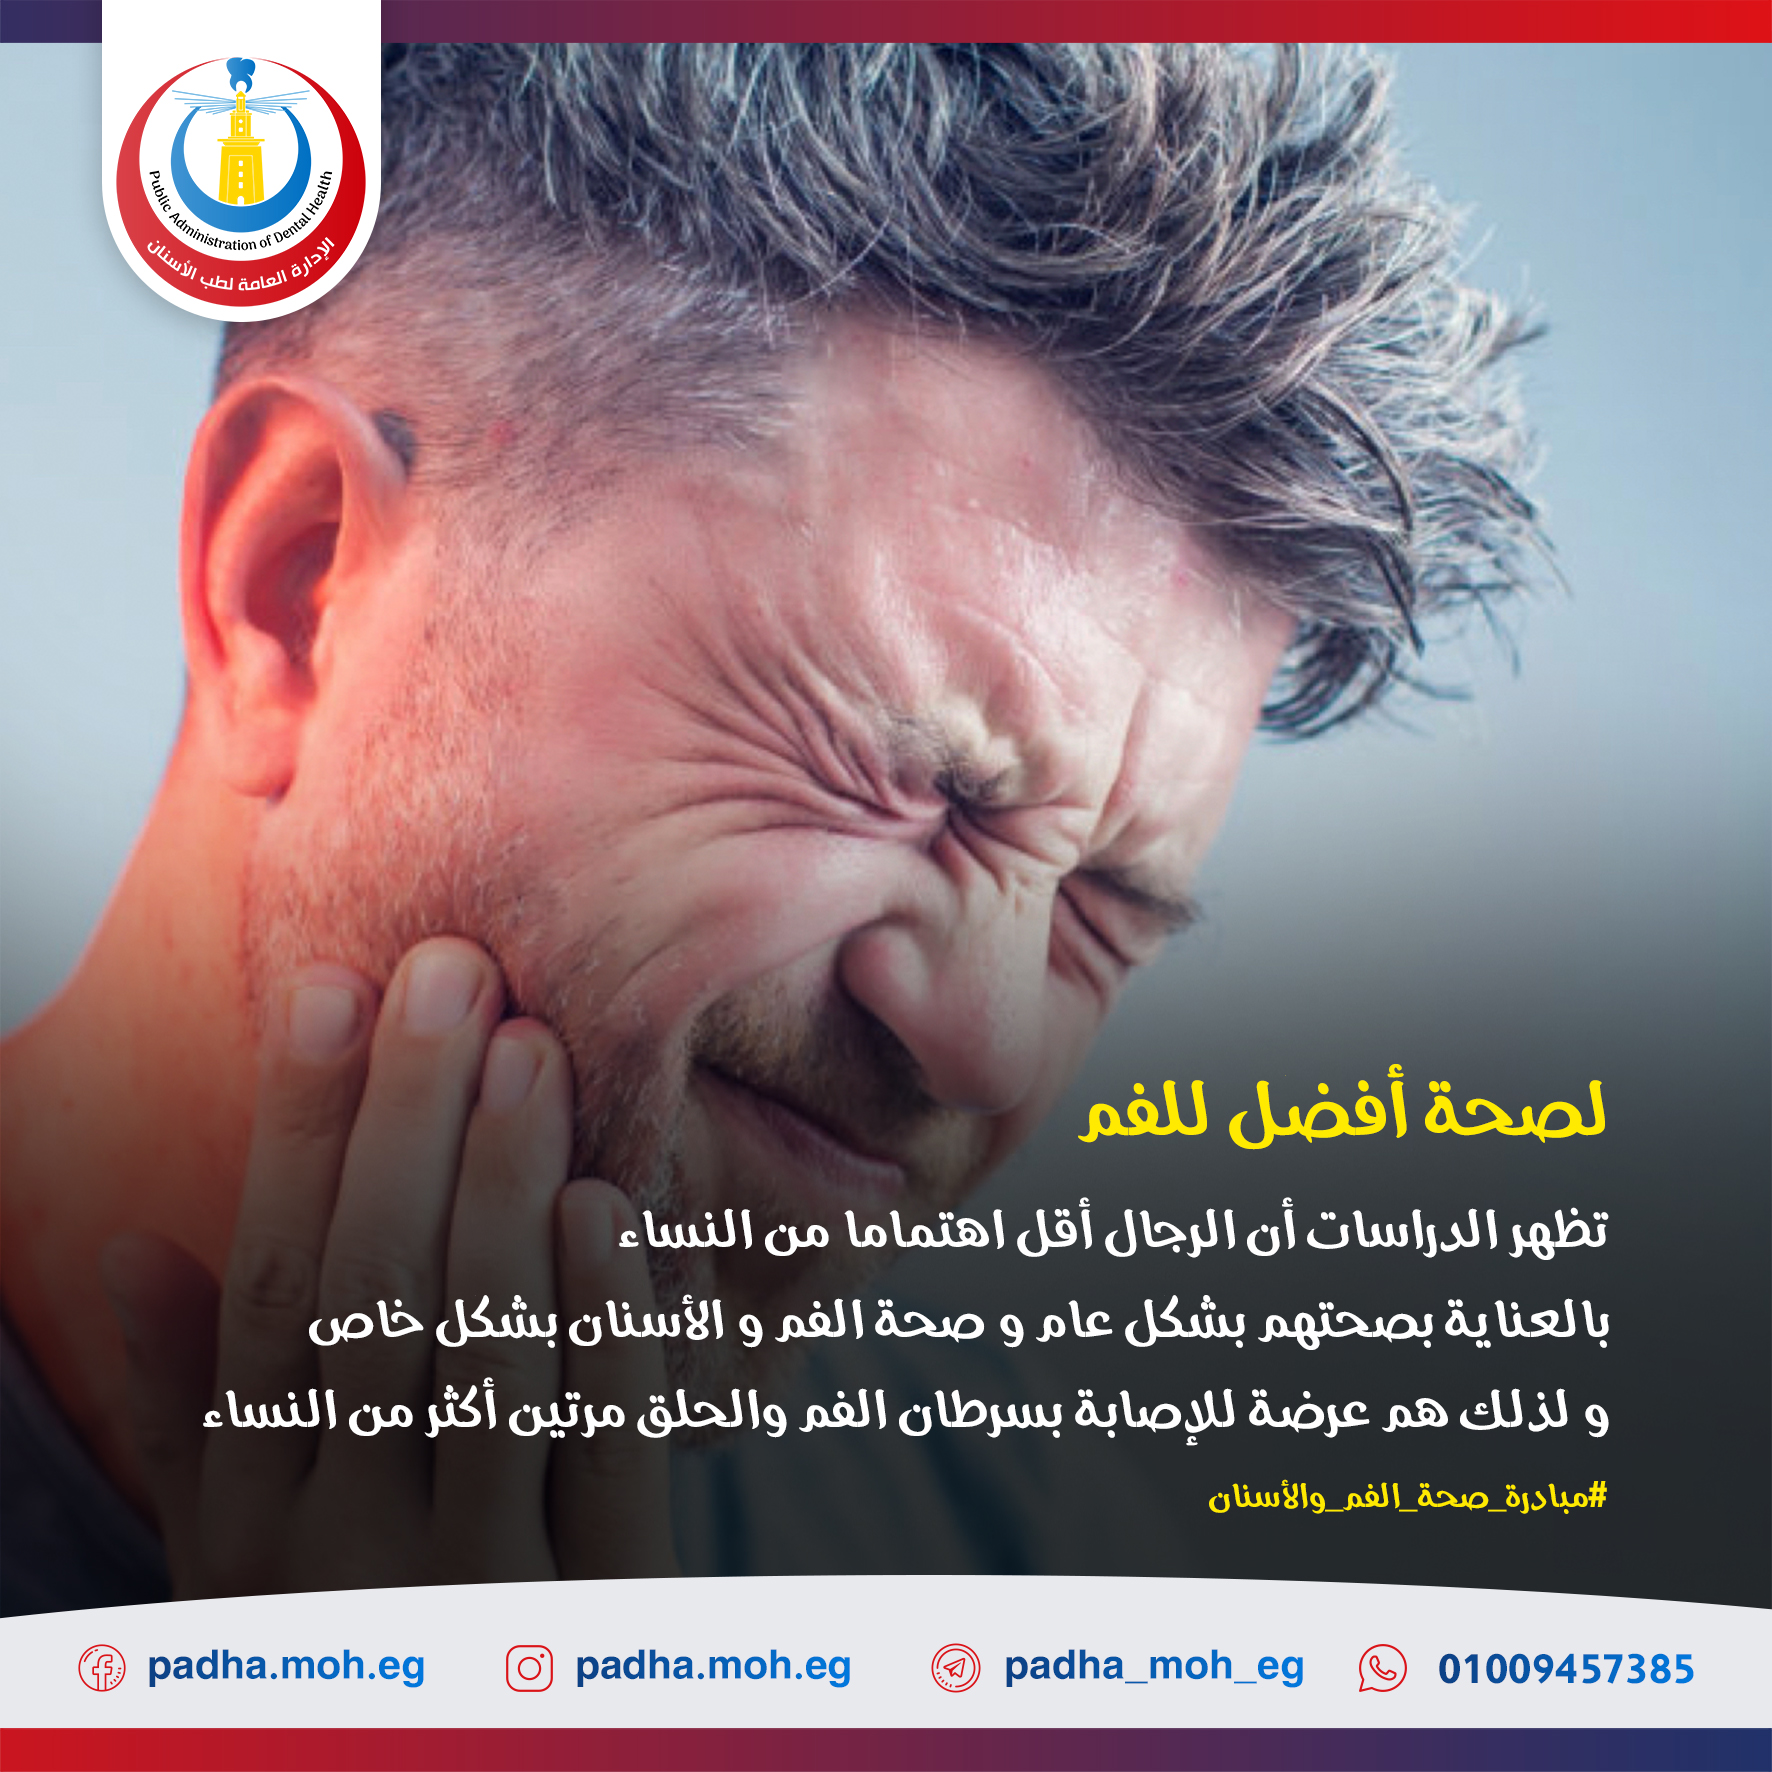 Public Administration of Dental Health
الإدارة العامة لطب الأسنان
لصحة أفضل للفم
تظهر الدراسات أن الرجال أقل اهتماما من النساء
بالعناية بصحتهم بشكل عام و صحة الفم و الأسنان بشكل خاص
و لذلك هم عرضة للإصابة بسرطان الفم والحلق مرتين أكثر من النساء
#مبادرة_صحة_الفم_والأسنان
padha.moh.eg
padha.moh.eg
padha_moh_eg
01009457385